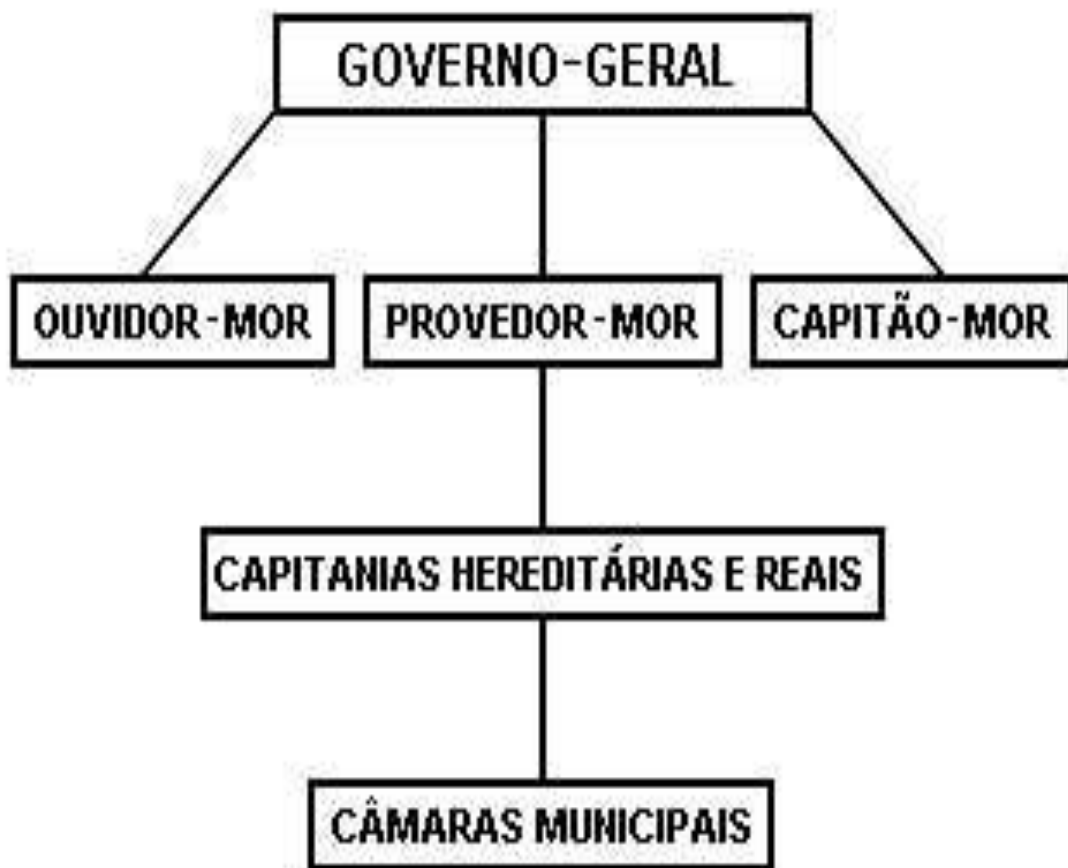 GOVERNO-GERAL
OUVIDOR-MOR
PROVEDOR-MOR
CAPITÃO-MOR
CAPITANIAS HEREDITÁRIAS E REAIS
CÂMARAS MUNICIPAIS